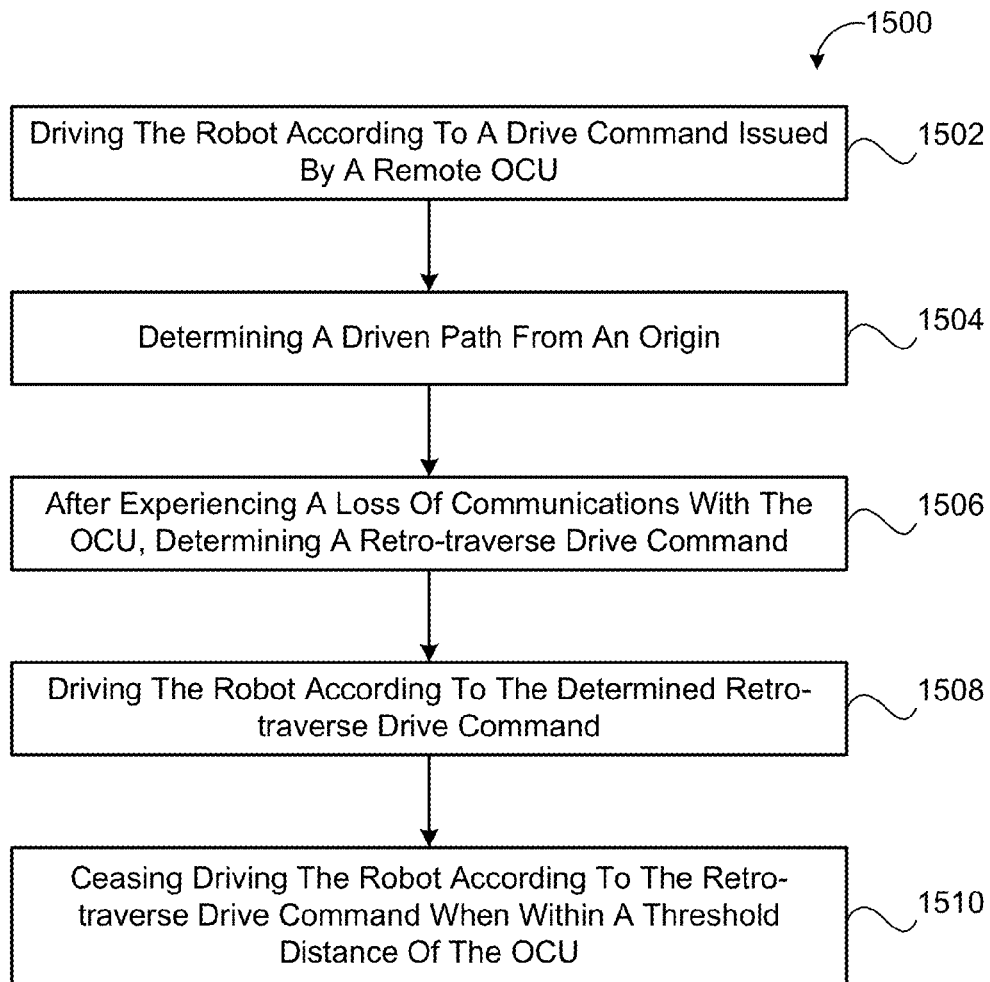 1500
Driving The Robot According To A Drive Command Issued
By A Remote OCU
1502
Determining A Driven Path From An Origin
1504
After Experiencing A Loss Of Communications With The
OCU, Determining A Retro-traverse Drive Command
1506
Driving The Robot According To The Determined Retro-
traverse Drive Command
1508
Ceasing Driving The Robot According To The Retro-
traverse Drive Command When Within A Threshold
Distance Of The OCU
1510